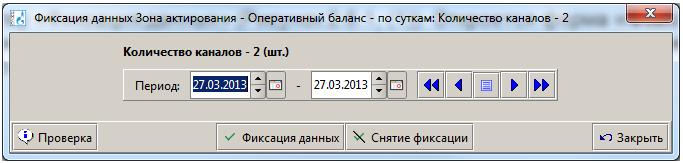 Фиксация данных Зона актирования - Оперативный баланс - по суткам: Количество каналов - 2
Количество каналов - 2 (шт.)
Период: 27.03.2013 - 27.03.2013
Проверка Фиксация данных Снятие фиксации Закрыть